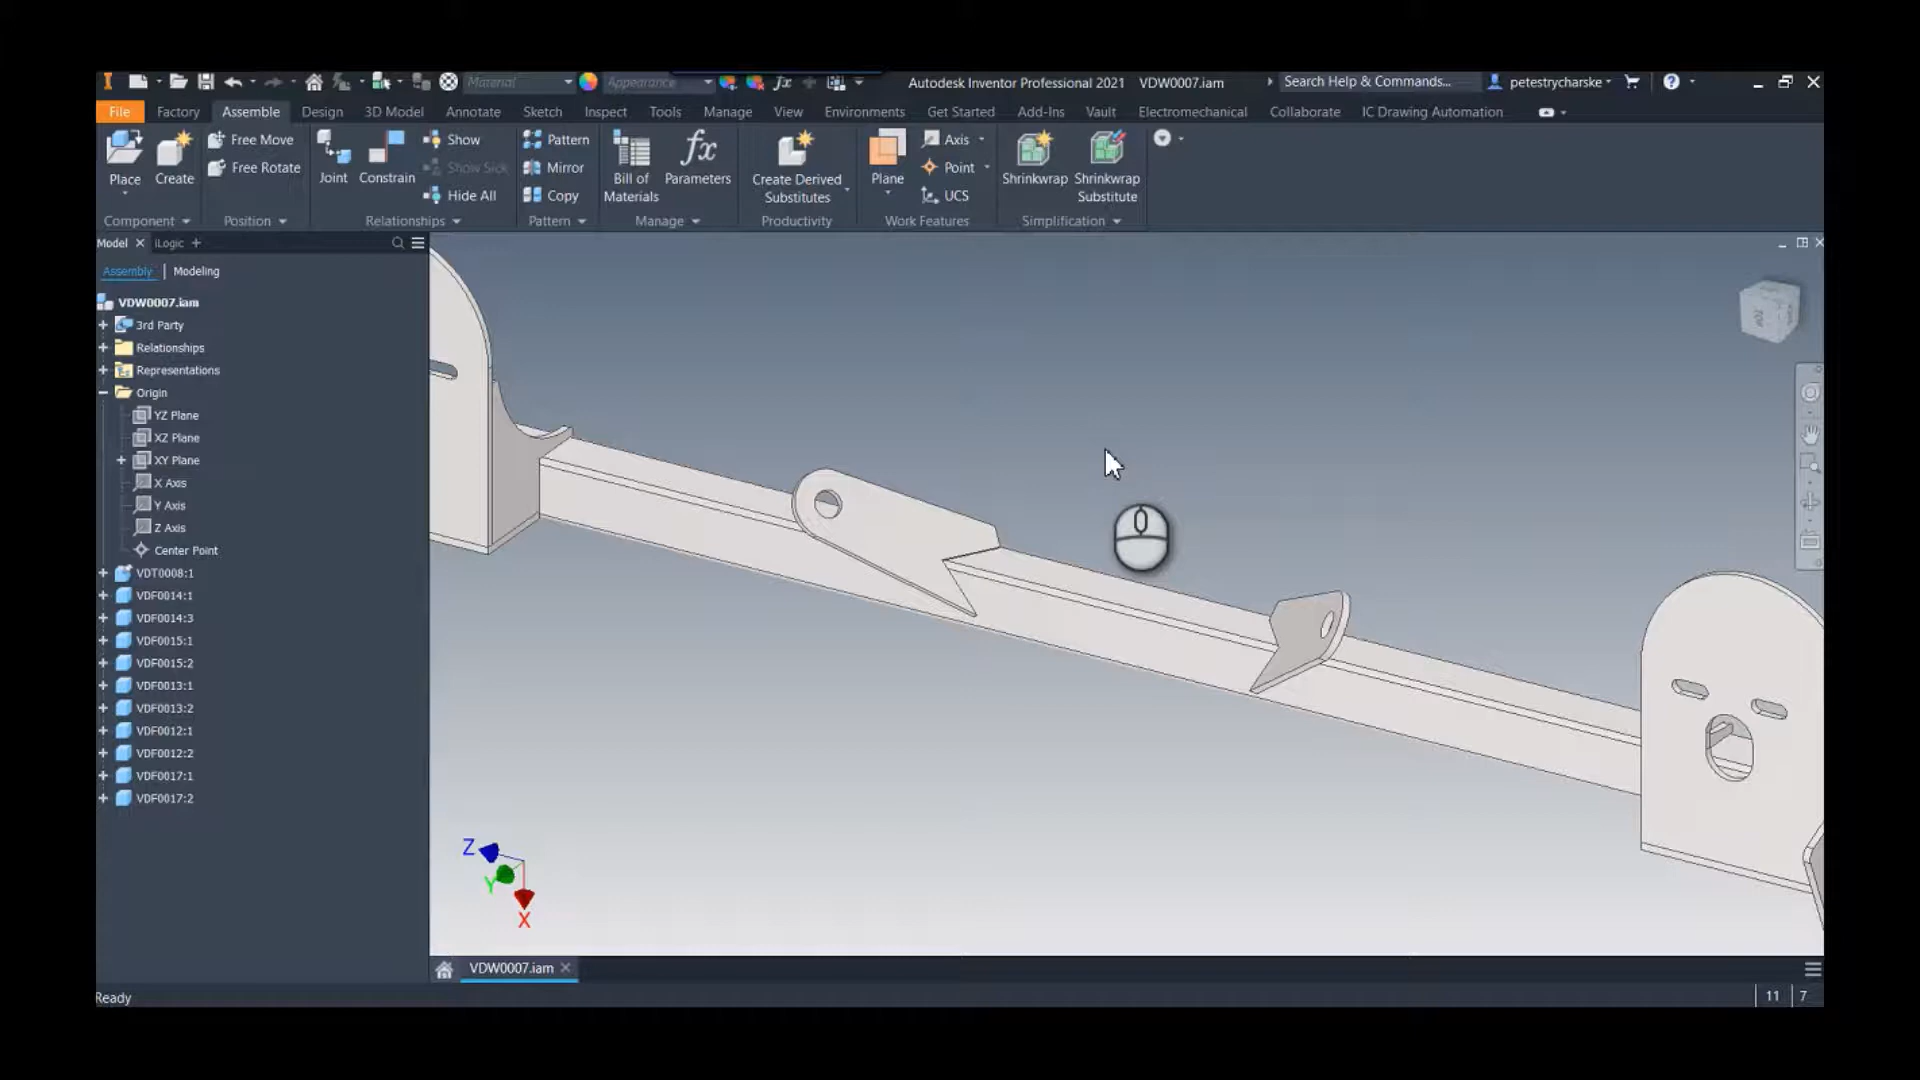 Material Appearance fx Autodesk Inventor Professional 2021 VDW0007.iam Search Help & Commands... petestrycharske ?
File Factory Assemble Design 3D Model Annotate Sketch Inspect Tools Manage View Environments Get Started Add-Ins Vault Electromechanical Collaborate IC Drawing Automation
Free Move Show Pattern Axis
Free Rotate Show Sick Mirror fx Point
Place Create Joint Constrain Bill of Materials Parameters Create Derived Substitutes Plane Shrinkwrap Shrinkwrap Substitute
Hide All Copy UCS
Component Position Relationships Pattern Manage Productivity Work Features Simplification
Model iLogic +
Assembly | Modeling
VDW0007.iam
3rd Party
Relationships
Representations
Origin
YZ Plane
XZ Plane
XY Plane
X Axis
Y Axis
Z Axis
Center Point
VDT0008:1
VDF0014:1
VDF0014:3
VDF0015:1
VDF0015:2
VDF0013:1
VDF0013:2
VDF0012:1
VDF0012:2
VDF0017:1
VDF0017:2
Z
Y
X
VDW0007.iam
Ready 11 7